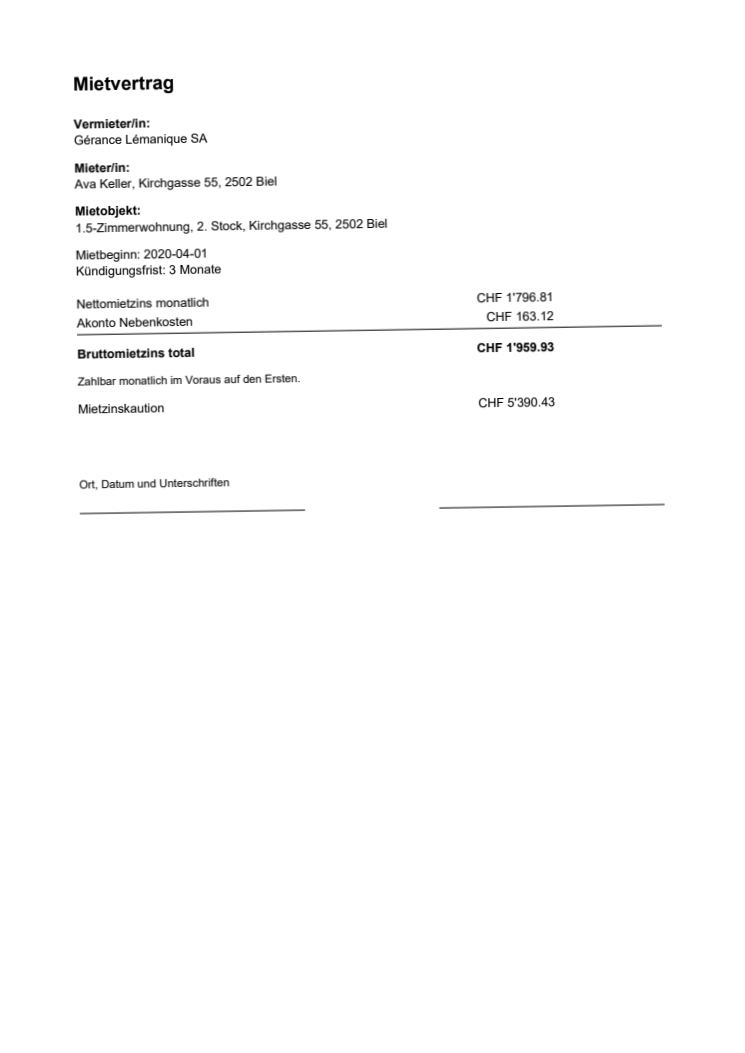 Mietvertrag
Vermieter/in:
Gérance Lémanique SA
Mieter/in:
Ava Keller, Kirchgasse 55, 2502 Biel
Mietobjekt:
1.5-Zimmerwohnung, 2. Stock, Kirchgasse 55, 2502 Biel
Mietbeginn: 2020-04-01
Kündigungsfrist: 3 Monate
Nettomietzins monatlich CHF 1'796.81
Akonto Nebenkosten CHF 163.12
Bruttomietzins total CHF 1'959.93
Zahlbar monatlich im Voraus auf den Ersten.
Mietzinskaution CHF 5'390.43
Ort, Datum und Unterschriften